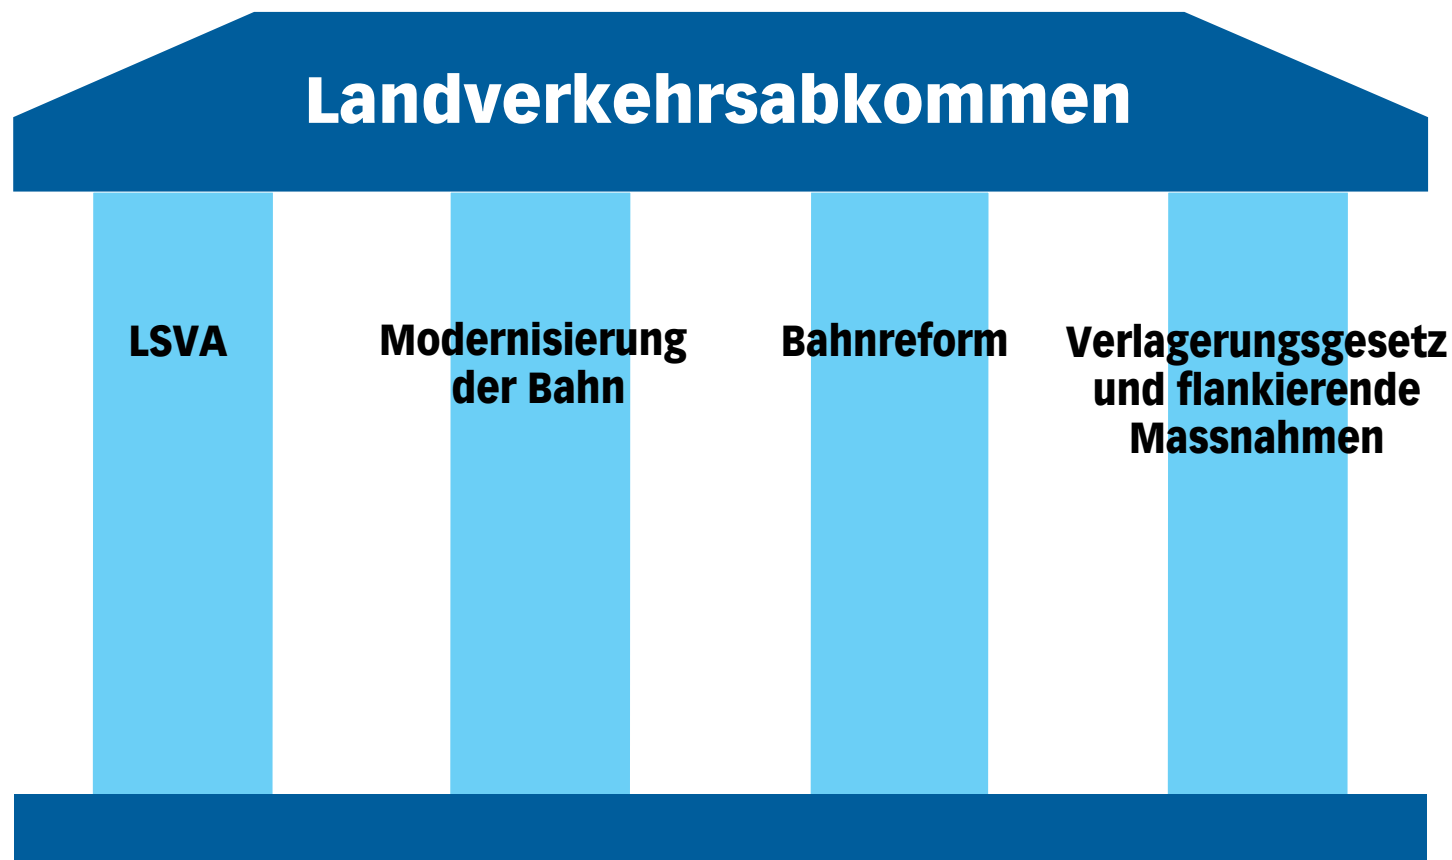 Landverkehrsabkommen
LSVA
Modernisierung
der Bahn
Bahnreform
Verlagerungsgesetz
und flankierende
Massnahmen